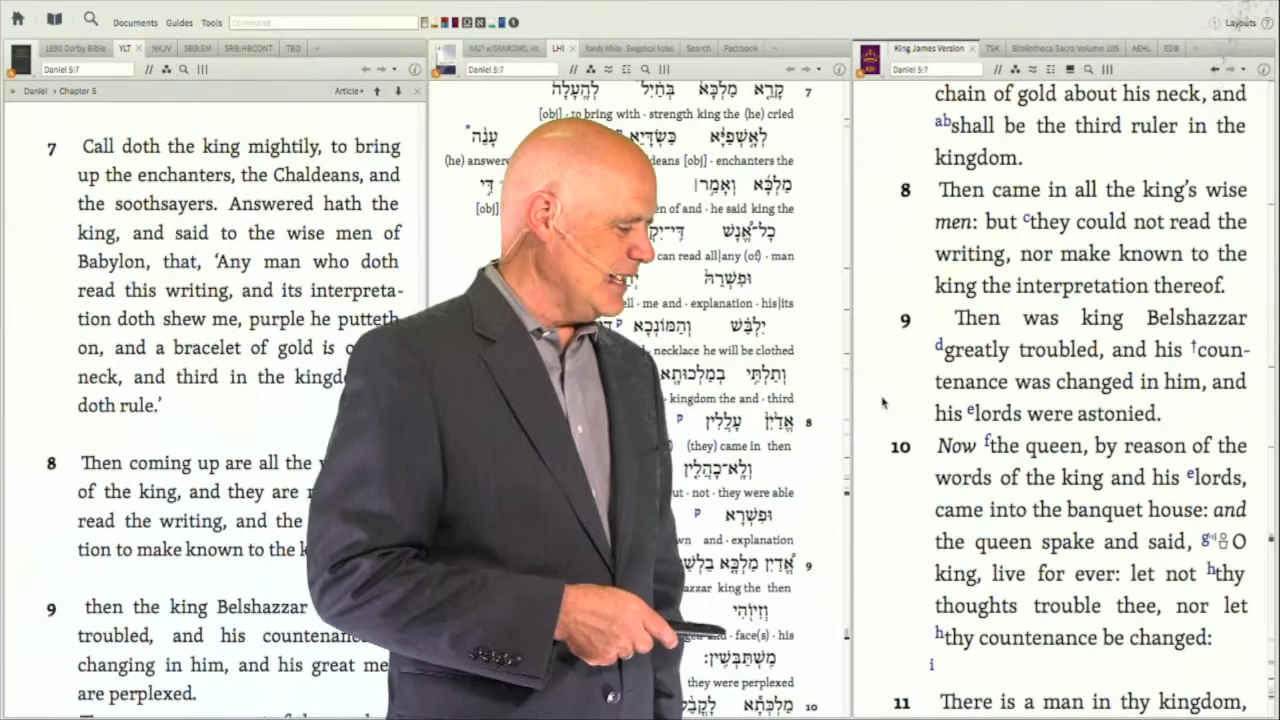 Documents Guides Tools Command Layouts
1890 Darby Bible YLT NKJV SRB:EM SRB:HBCONT TBD
LHI Randy White - Exegetical Notes Search Factbook
King James Version TSK Bibliotheca Sacra Volume 105 AEHL EDB
Daniel 5:7
Daniel 5:7
Daniel 5:7
» Daniel › Chapter 5 Article
7 Call doth the king mightily, to bring
up the enchanters, the Chaldeans, and
the soothsayers. Answered hath the
king, and said to the wise men of
Babylon, that, ‘Any man who doth
read this writing, and its interpreta-
tion doth shew me, purple he putteth
on, and a bracelet of gold is
neck, and third in the
doth rule.’
8 Then coming up are all the
of the king, and they are
read the writing, and the
tion to make known to the
9 then the king Belshazzar
troubled, and his
changing in him, and his great
are perplexed.
קָרֵ֤א מַלְכָּא֙ בְּחַ֔יִל לְהֶֽעָלָה֙ 7
[obj] · to bring with · strength king the (he) cried
לְאָ֣שְׁפַיָּ֔א כַּשְׂדָּיֵ֖א עָנֵ֨ה
(he) [obj] · enchanters the
מַלְכָּ֜א וְאָמַ֣ר׀ דִּ֣י
[obj] of and · he said king the
כָל־אֱנָ֞שׁ
can read all|any (of) · man
וּפִשְׁרֵהּ֙
me and · explanation · his|its
יִלְבַּ֗שׁ
necklace he will be clothed
וְתַלְתִּ֥י בְמַלְכוּתָ֖א
kingdom the and · third
אֱדַ֙יִן֙ עָֽלִּ֔ין 8
(they) came in then
וְלָֽא־כָהֲלִ֤ין
not · they were able
וּפִשְׁרָ֖א
and · explanation
אֱ֠דַיִן מַלְכָּ֤א 9
king the then
וְזִיוֺ֖הִי
face(s) · his
מִֽשְׁתַּבְּשִֽׁין׃
they were perplexed
מַלְכְּתָ֕א 10
chain of gold about his neck, and
ab shall be the third ruler in the
kingdom.
8 Then came in all the king’s wise
men: but c they could not read the
writing, nor make known to the
king the interpretation thereof.
9 Then was king Belshazzar
d greatly troubled, and his † coun-
tenance was changed in him, and
his e lords were astonied.
10 Now f the queen, by reason of the
words of the king and his e lords,
came into the banquet house: and
the queen spake and said, g O
king, live for ever: let not h thy
thoughts trouble thee, nor let
h thy countenance be changed:
i
11 There is a man in thy kingdom,